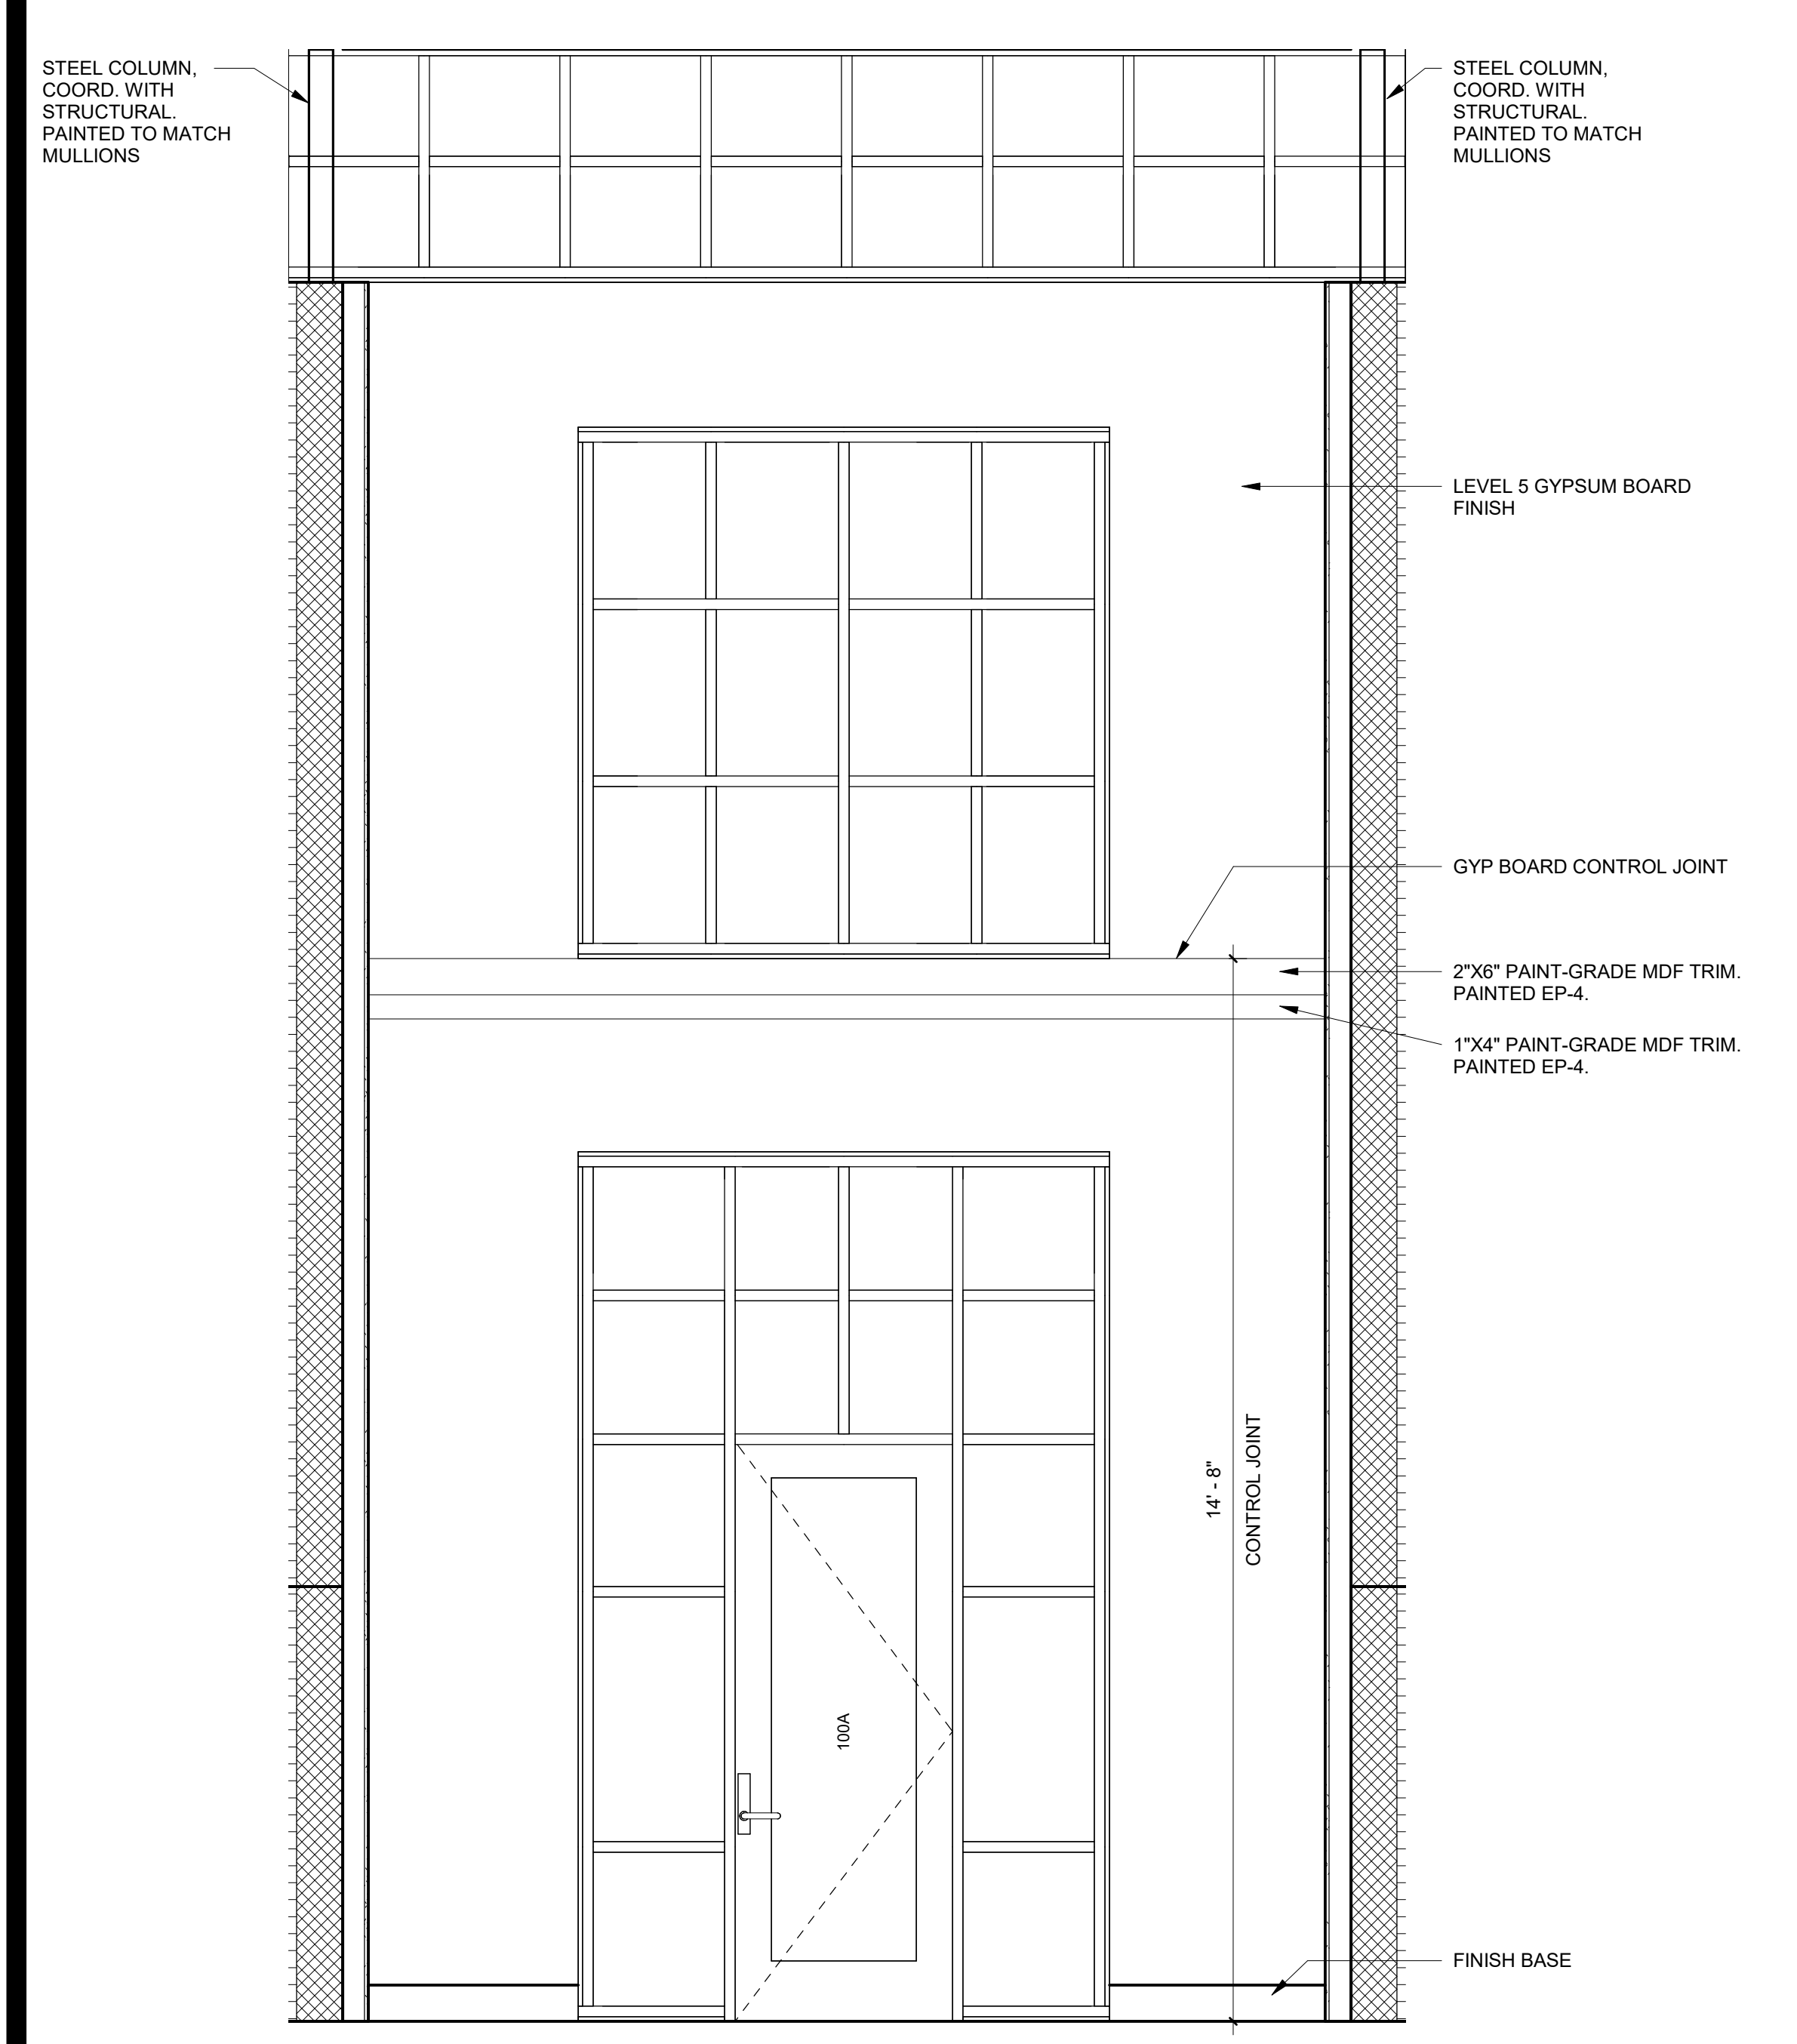 STEEL COLUMN,
COORD. WITH
STRUCTURAL.
PAINTED TO MATCH
MULLIONS
STEEL COLUMN,
COORD. WITH
STRUCTURAL.
PAINTED TO MATCH
MULLIONS
LEVEL 5 GYPSUM BOARD
FINISH
GYP BOARD CONTROL JOINT
2"X6" PAINT-GRADE MDF TRIM.
PAINTED EP-4.
1"X4" PAINT-GRADE MDF TRIM.
PAINTED EP-4.
14' - 8"
CONTROL JOINT
100A
FINISH BASE